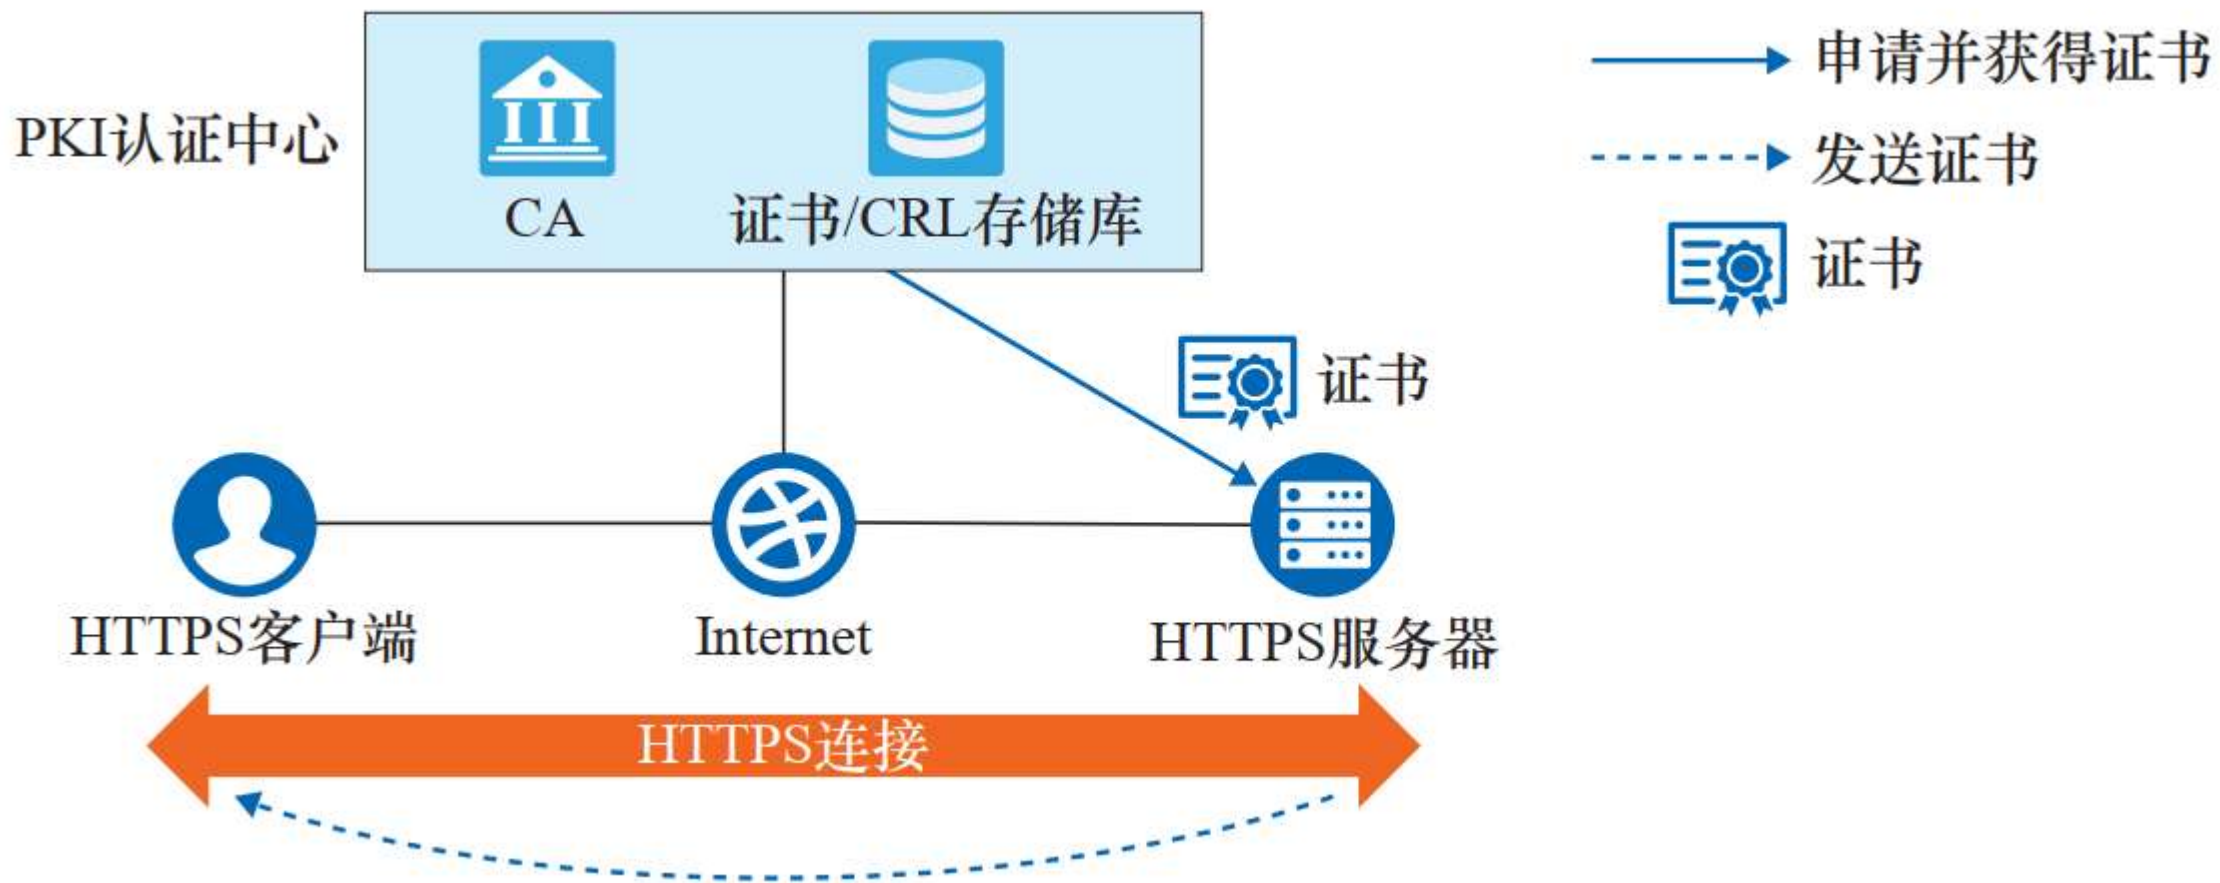 PKI认证中心
CA
证书/CRL存储库
申请并获得证书
发送证书
证书
证书
HTTPS客户端
Internet
HTTPS服务器
HTTPS连接